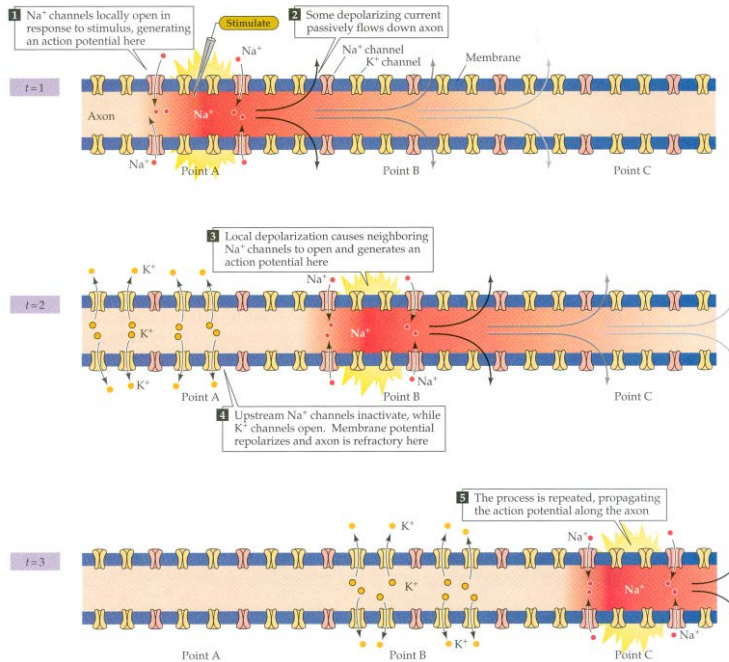 1 Na+ channels locally open in
response to stimulus, generating
an action potential here
Stimulate
2 Some depolarizing current
passively flows down axon
Na+
Na+ channel
K+ channel
Membrane
t=1
Axon
Na+
Na+
Point A
Point B
Point C
3 Local depolarization causes neighboring
Na+ channels to open and generates an
action potential here
K+
Na+
t=2
K+
Na+
K+
Na+
Point A
Point B
Point C
4 Upstream Na+ channels inactivate, while
K+ channels open. Membrane potential
repolarizes and axon is refractory here
5 The process is repeated, propagating
the action potential along the axon
K+
Na+
t=3
K+
Na+
K+
Na+
Point A
Point B
Point C